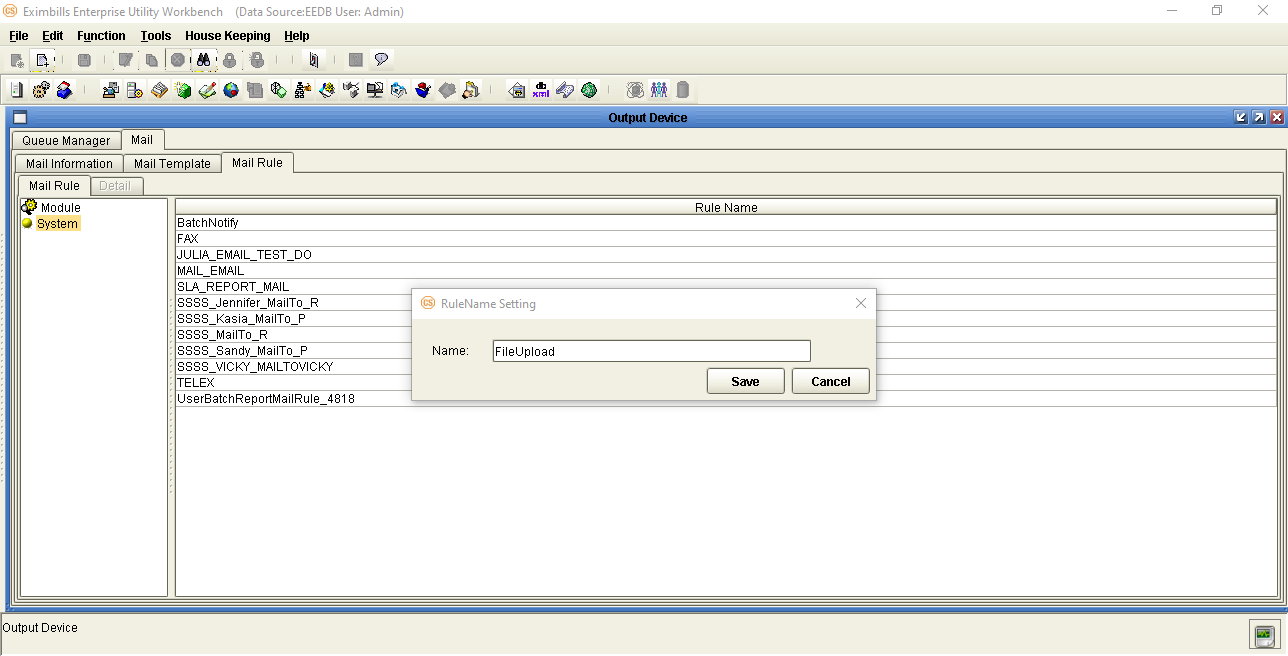 Eximbills Enterprise Utility Workbench (Data Source:EEDB User: Admin)
File Edit Function Tools House Keeping Help
Output Device
Queue Manager Mail
Mail Information Mail Template Mail Rule
Mail Rule Detail
Module
System
Rule Name
BatchNotify
FAX
JULIA_EMAIL_TEST_DO
MAIL_EMAIL
SLA_REPORT_MAIL
SSSS_Jennifer_MailTo_R
SSSS_Kasia_MailTo_P
SSSS_MailTo_R
SSSS_Sandy_MailTo_P
SSSS_VICKY_MAILTOVICKY
TELEX
UserBatchReportMailRule_4818
RuleName Setting
Name: FileUpload
Save Cancel
Output Device